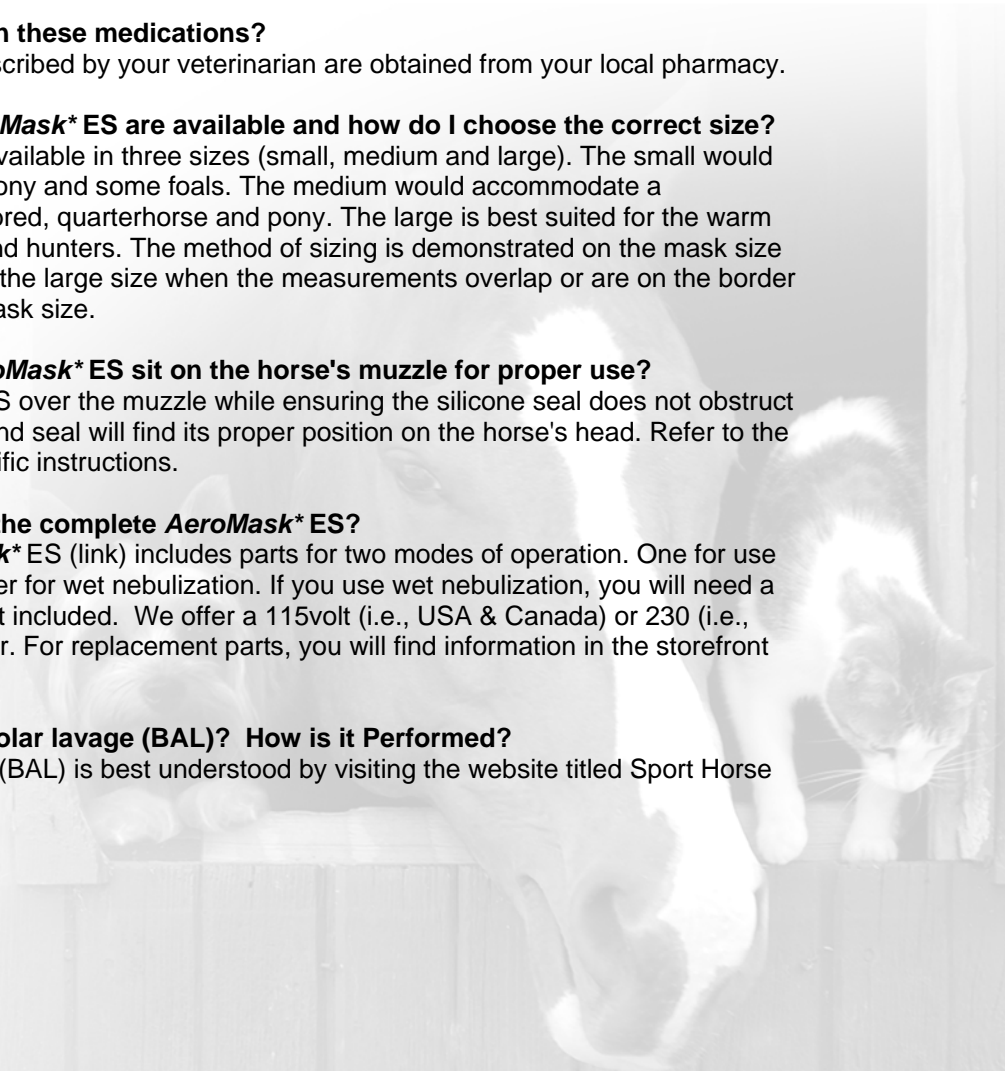 n these medications?
scribed by your veterinarian are obtained from your local pharmacy.
Mask* ES are available and how do I choose the correct size?
vailable in three sizes (small, medium and large). The small would
ony and some foals. The medium would accommodate a
ored, quarterhorse and pony. The large is best suited for the warm
nd hunters. The method of sizing is demonstrated on the mask size
the large size when the measurements overlap or are on the border
ask size.
oMask* ES sit on the horse's muzzle for proper use?
S over the muzzle while ensuring the silicone seal does not obstruct
nd seal will find its proper position on the horse's head. Refer to the
ific instructions.
the complete AeroMask* ES?
k* ES (link) includes parts for two modes of operation. One for use
er for wet nebulization. If you use wet nebulization, you will need a
t included.  We offer a 115volt (i.e., USA & Canada) or 230 (i.e.,
r. For replacement parts, you will find information in the storefront
olar lavage (BAL)?  How is it Performed?
(BAL) is best understood by visiting the website titled Sport Horse